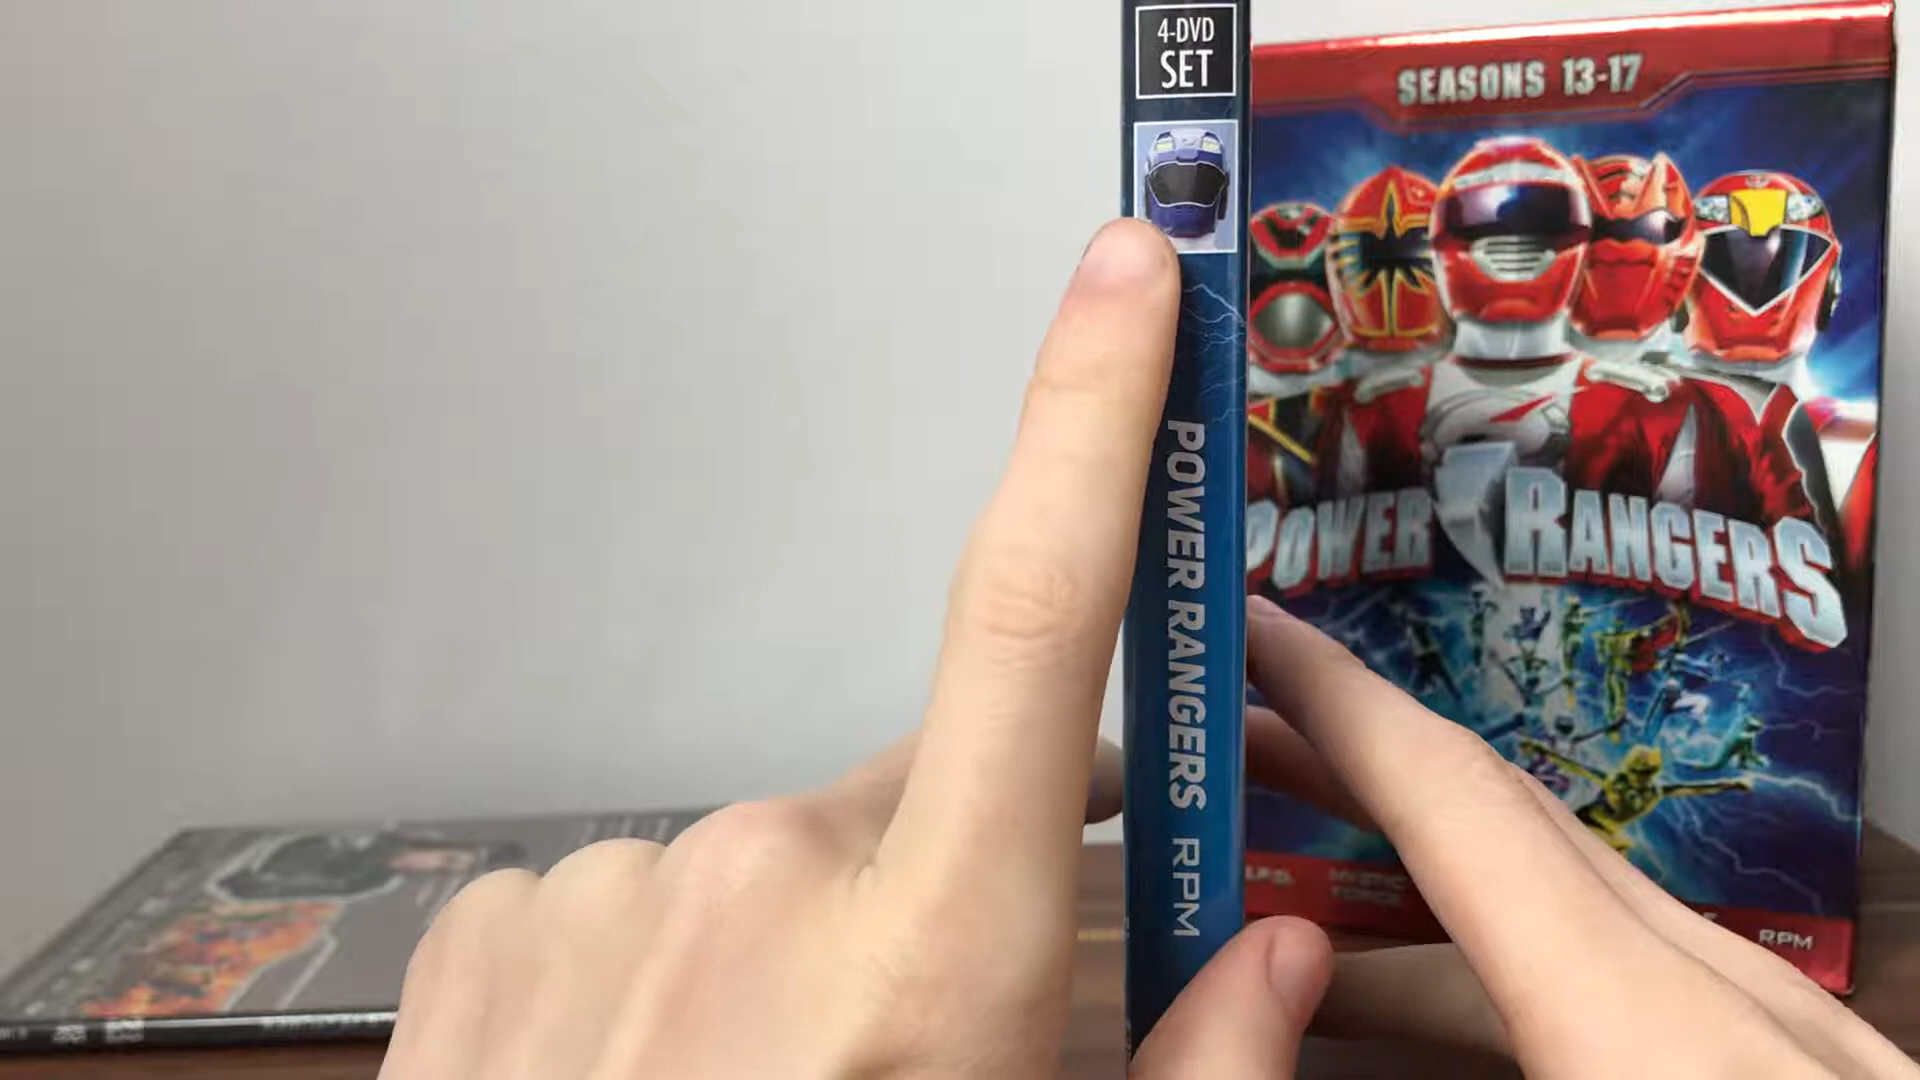 4-DVD
SET
POWER RANGERS RPM
SEASONS 13-17
POWER RANGERS
MYSTIC
FORCE
RPM